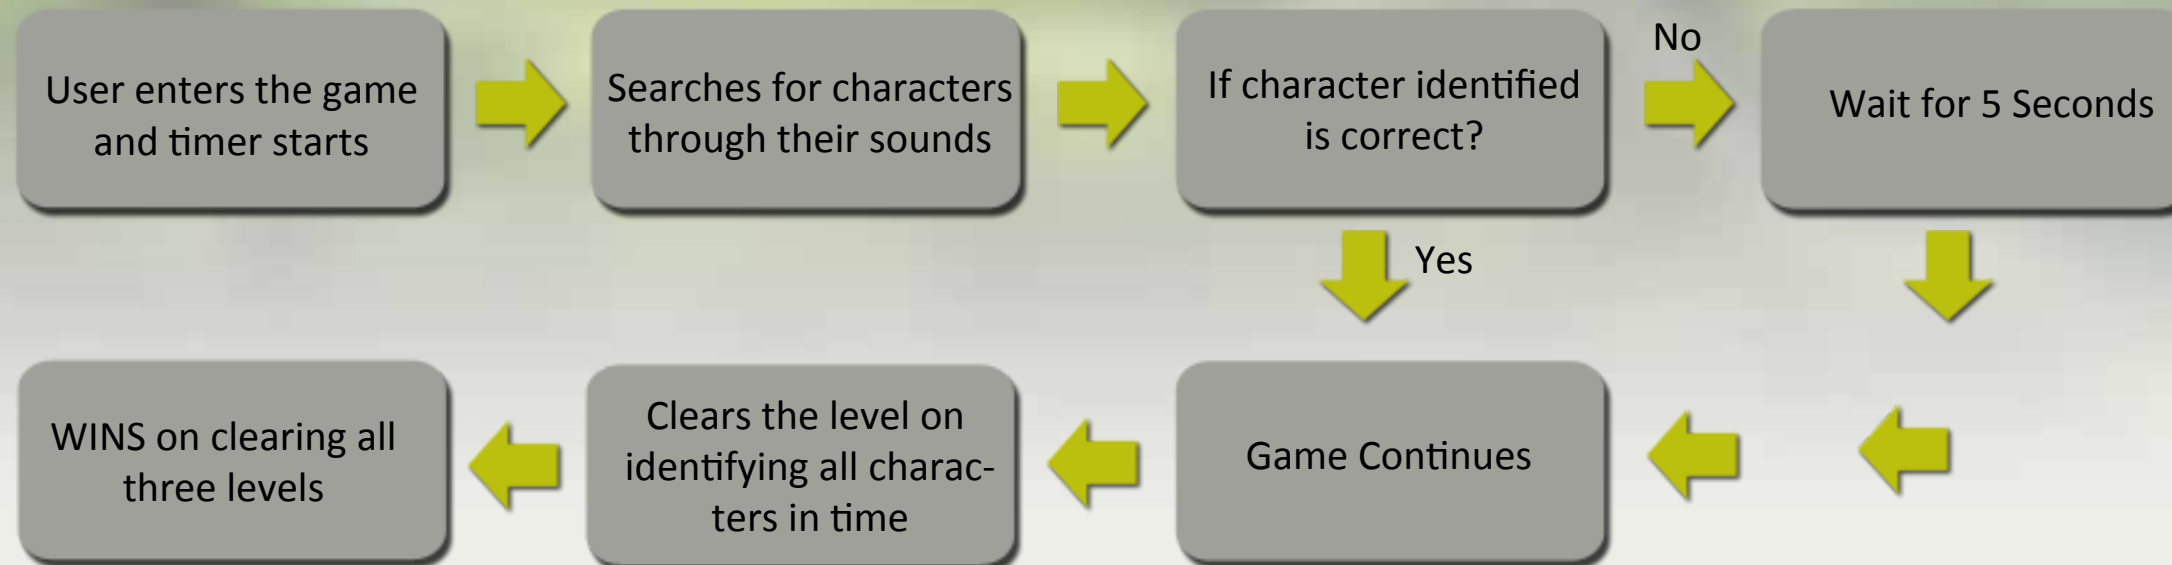 User enters the game
and timer starts
Searches for characters
through their sounds
If character identified
is correct?
No
Wait for 5 Seconds
Yes
WINS on clearing all
three levels
Clears the level on
identifying all charac-
ters in time
Game Continues